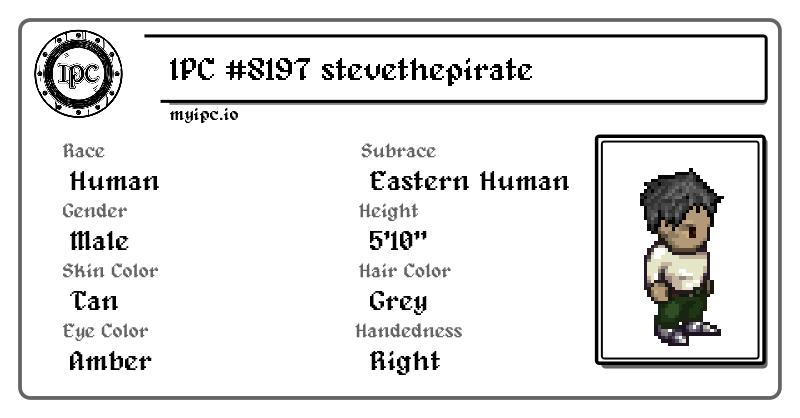 IPC
IPC #8197 stevethepirate
myipc.io
Race
Human
Subrace
Eastern Human
Gender
Male
Height
5'10"
Skin Color
Tan
Hair Color
Grey
Eye Color
Amber
Handedness
Right